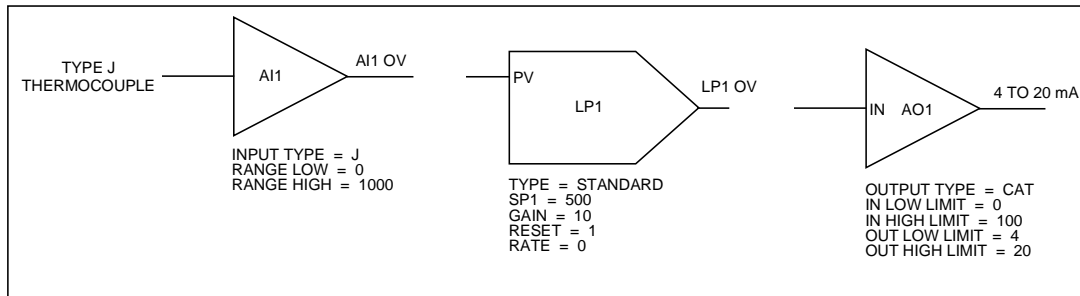 TYPE J
THERMOCOUPLE
AI1
AI1 OV
INPUT TYPE = J
RANGE LOW = 0
RANGE HIGH = 1000
PV
LP1
LP1 OV
TYPE = STANDARD
SP1 = 500
GAIN = 10
RESET = 1
RATE = 0
IN AO1
4 TO 20 mA
OUTPUT TYPE = CAT
IN LOW LIMIT = 0
IN HIGH LIMIT = 100
OUT LOW LIMIT = 4
OUT HIGH LIMIT = 20